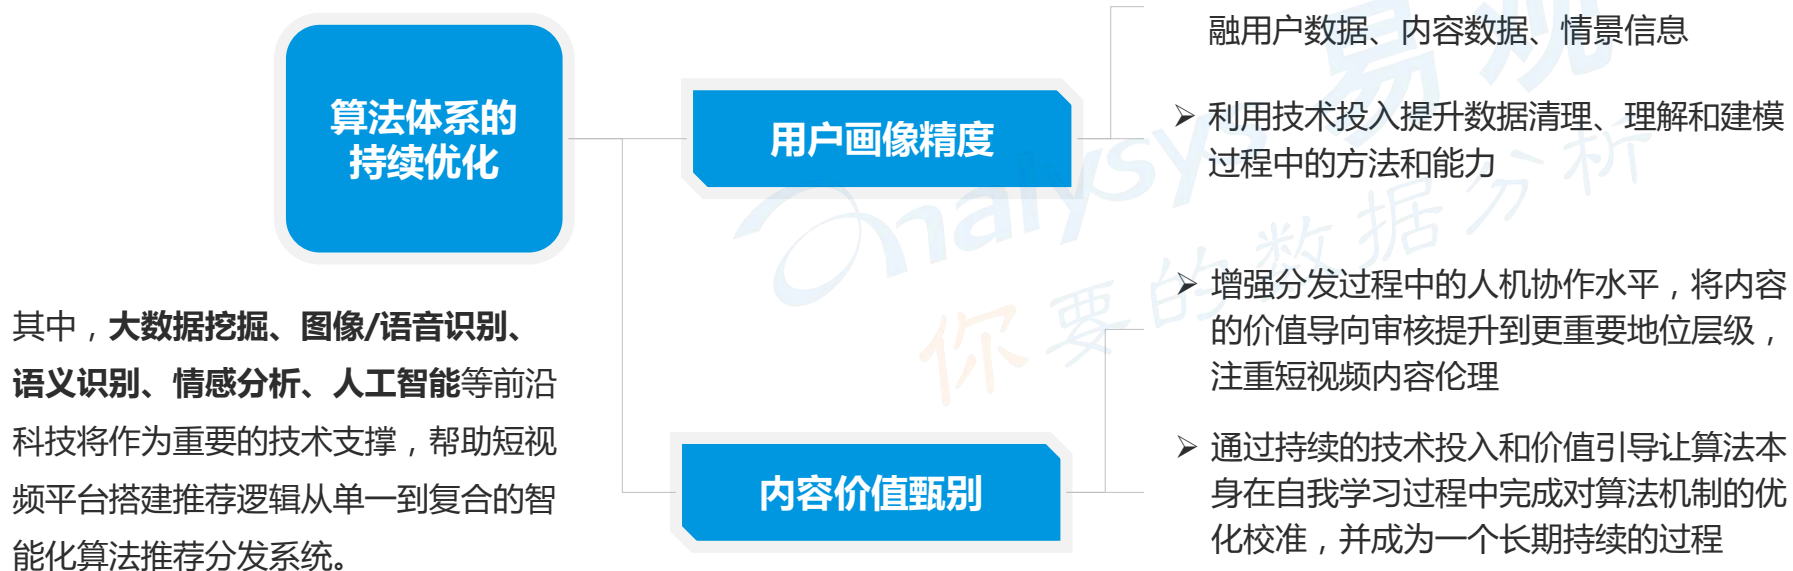 算法体系的
持续优化
其中，大数据挖掘、图像/语音识别、
语义识别、情感分析、人工智能等前沿
科技将作为重要的技术支撑，帮助短视
频平台搭建推荐逻辑从单一到复合的智
能化算法推荐分发系统。
用户画像精度
融用户数据、内容数据、情景信息
➢ 利用技术投入提升数据清理、理解和建模
过程中的方法和能力
内容价值甄别
➢ 增强分发过程中的人机协作水平，将内容
的价值导向审核提升到更重要地位层级，
注重短视频内容伦理
➢ 通过持续的技术投入和价值引导让算法本
身在自我学习过程中完成对算法机制的优
化校准，并成为一个长期持续的过程
analysys 易观
你要的数据分析